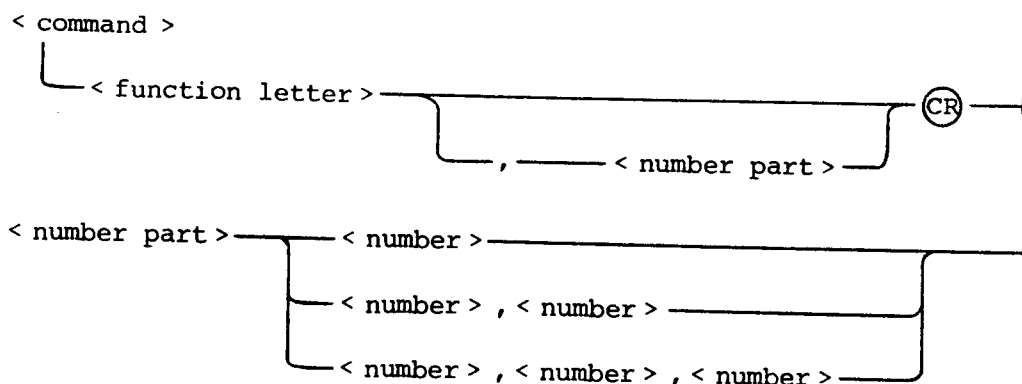 < command >
< function letter > CR
, < number part >
< number part > < number >
< number > , < number >
< number > , < number > , < number >